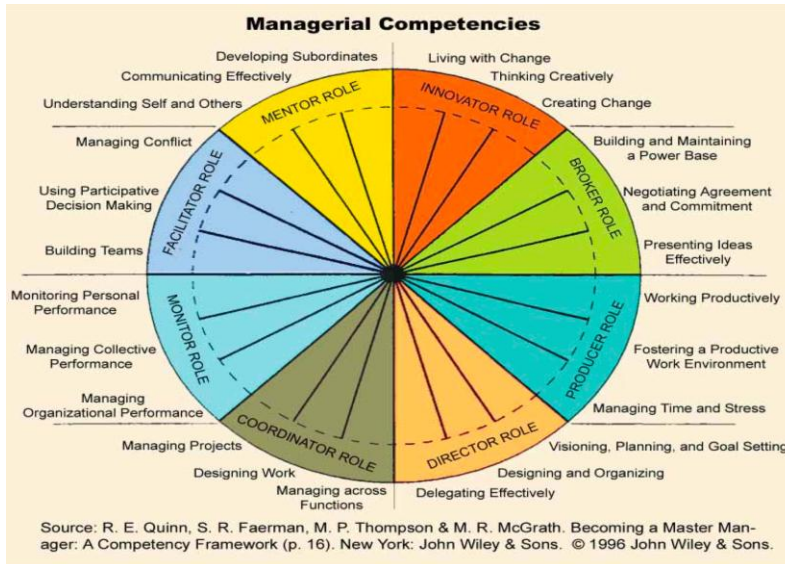 Managerial Competencies
Developing Subordinates
Communicating Effectively
Understanding Self and Others
MENTOR ROLE
Living with Change
Thinking Creatively
Creating Change
INNOVATOR ROLE
Managing Conflict
Using Participative
Decision Making
Building Teams
FACILITATOR ROLE
Building and Maintaining
a Power Base
Negotiating Agreement
and Commitment
Presenting Ideas
Effectively
BROKER ROLE
Monitoring Personal
Performance
Managing Collective
Performance
Managing
Organizational Performance
MONITOR ROLE
Working Productively
Fostering a Productive
Work Environment
Managing Time and Stress
PRODUCER ROLE
COORDINATOR ROLE
Managing Projects
Designing Work
Managing across
Functions
DIRECTOR ROLE
Visioning, Planning, and Goal Setting
Designing and Organizing
Delegating Effectively
Source: R. E. Quinn, S. R. Faerman, M. P. Thompson & M. R. McGrath. Becoming a Master Man-
ager: A Competency Framework (p. 16). New York: John Wiley & Sons. © 1996 John Wiley & Sons.